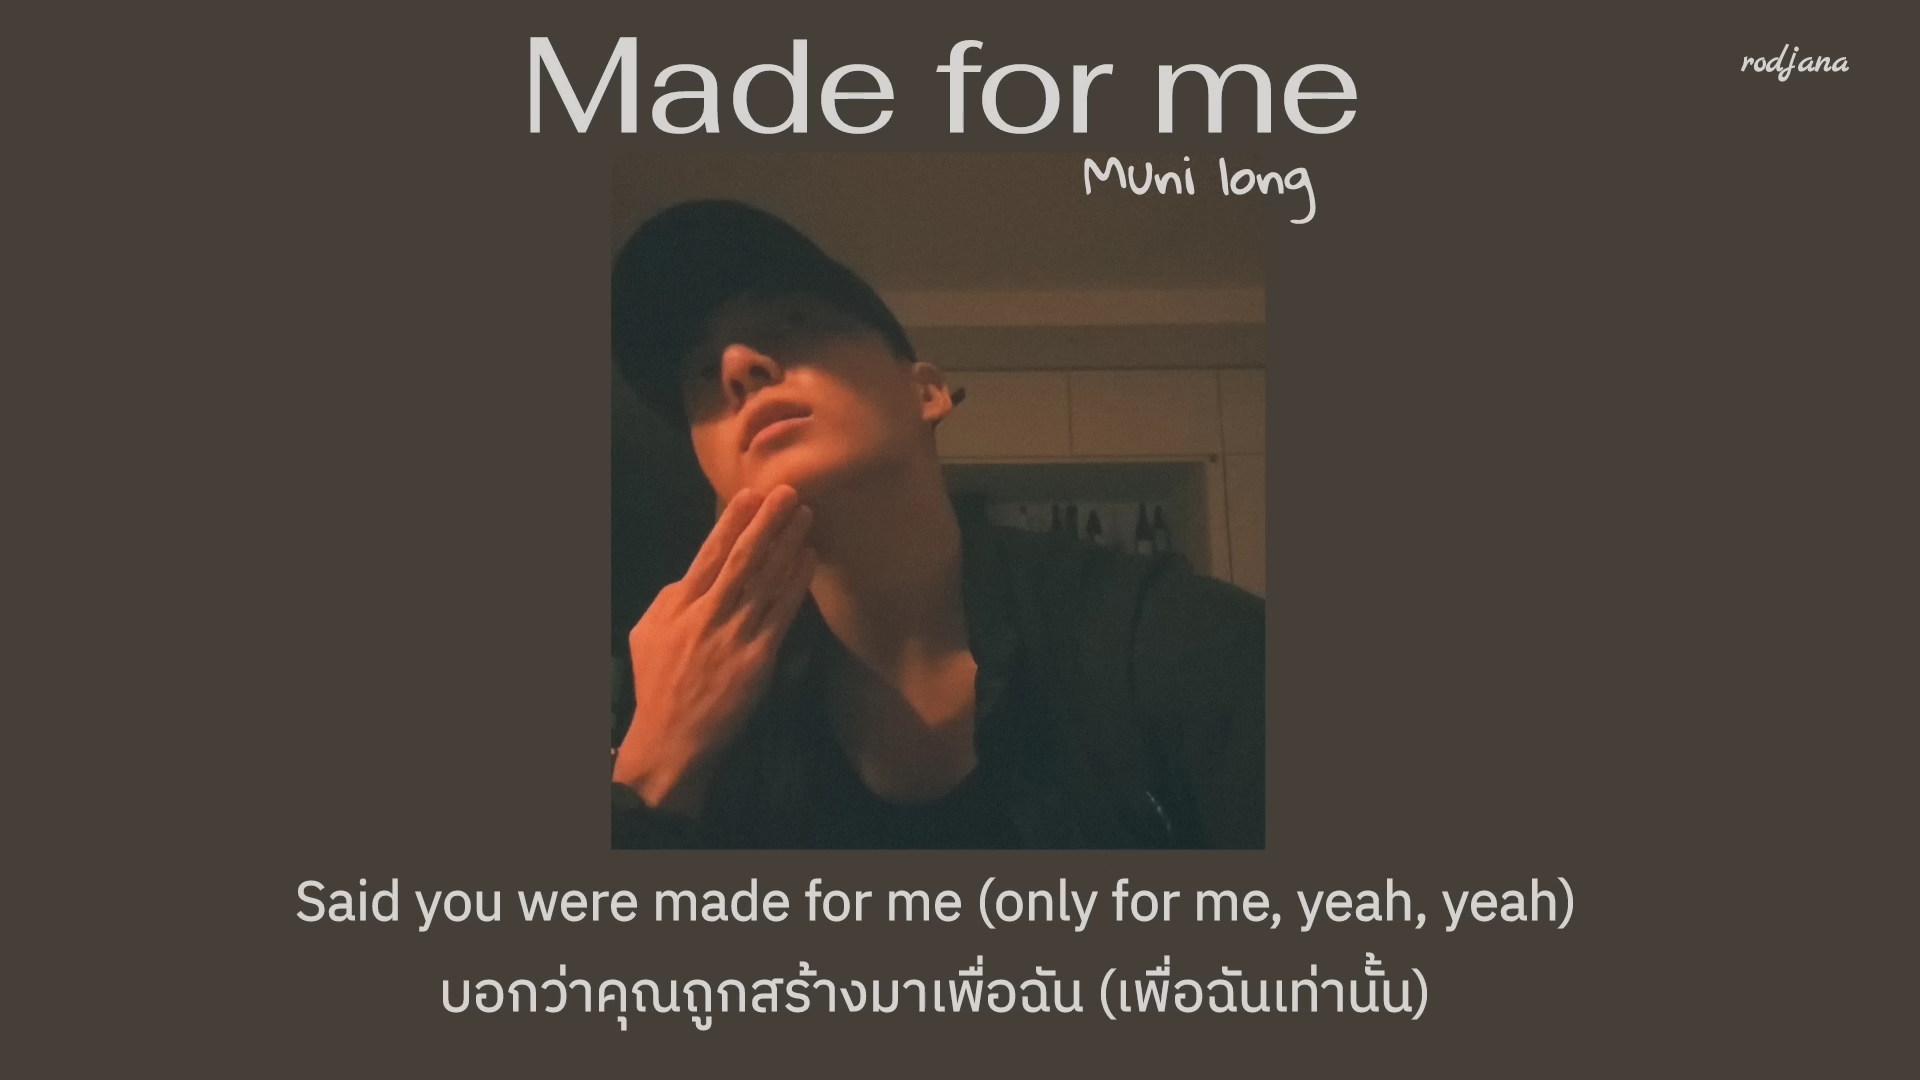 Made for me
rodjana
Muni long
Said you were made for me (only for me, yeah, yeah)
บอกว่าคุณถูกสร้างมาเพื่อฉัน (เพื่อฉันเท่านั้น)